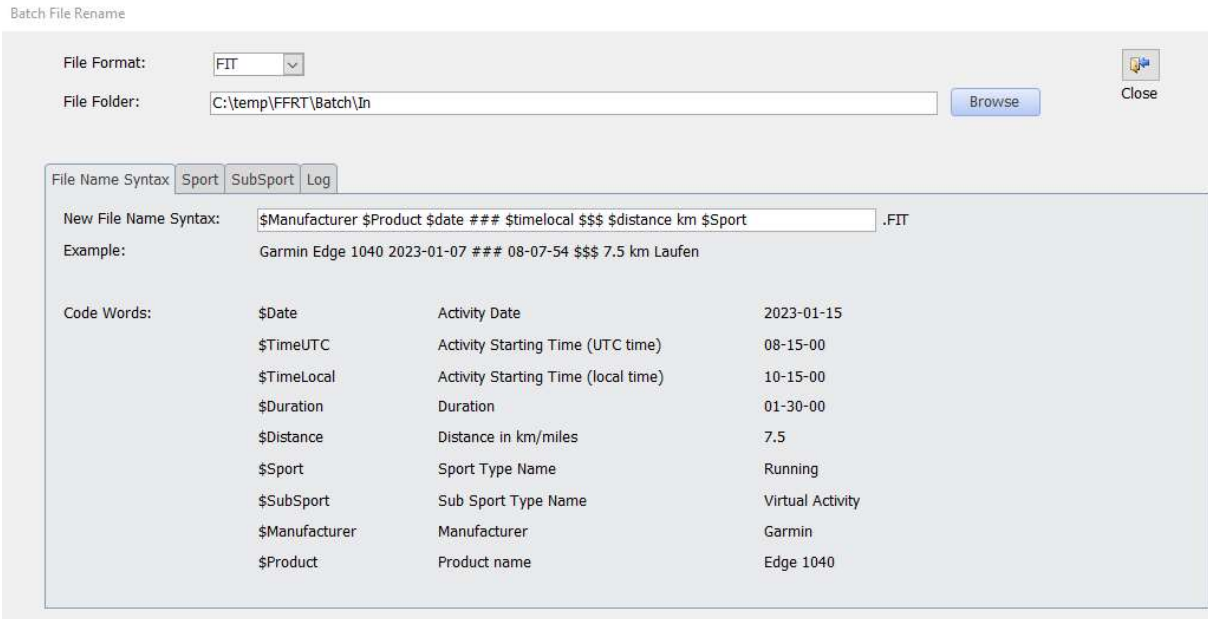 Batch File Rename
File Format: FIT
Close
File Folder: C:\temp\FFRT\Batch\In Browse
File Name Syntax Sport SubSport Log
New File Name Syntax: $Manufacturer $Product $date ### $timelocal $$$ $distance km $Sport .FIT
Example: Garmin Edge 1040 2023-01-07 ### 08-07-54 $$$ 7.5 km Laufen
Code Words: $Date Activity Date 2023-01-15
$TimeUTC Activity Starting Time (UTC time) 08-15-00
$TimeLocal Activity Starting Time (local time) 10-15-00
$Duration Duration 01-30-00
$Distance Distance in km/miles 7.5
$Sport Sport Type Name Running
$SubSport Sub Sport Type Name Virtual Activity
$Manufacturer Manufacturer Garmin
$Product Product name Edge 1040